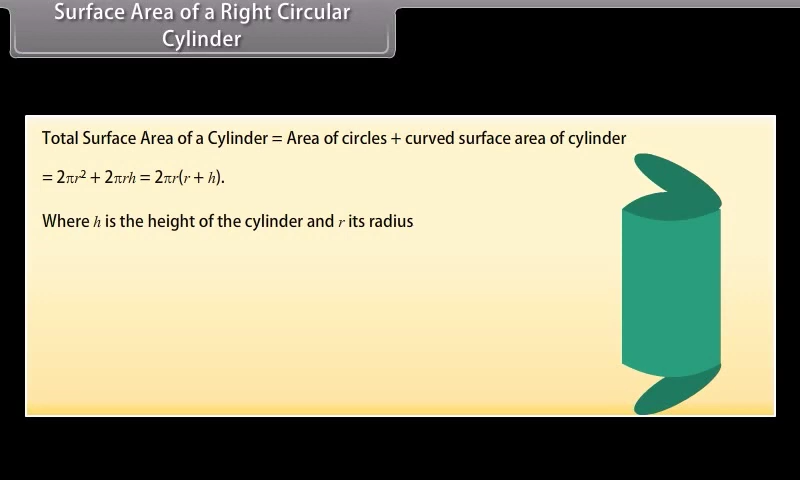 Surface Area of a Right Circular
Cylinder
Total Surface Area of a Cylinder = Area of circles + curved surface area of cylinder
= 2πr² + 2πrh = 2πr(r + h).
Where h is the height of the cylinder and r its radius